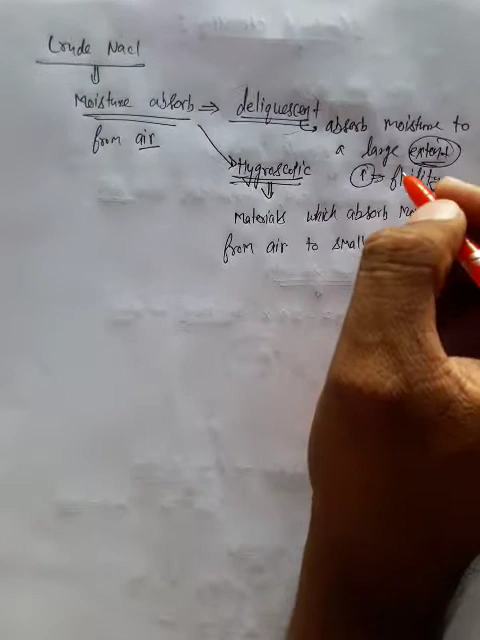 Crude Nacl
Moisture absorb ⇒ deliquescent
from air
absorb moisture to
a large extent
Hygroscopic
Materials which absorb
from air to small